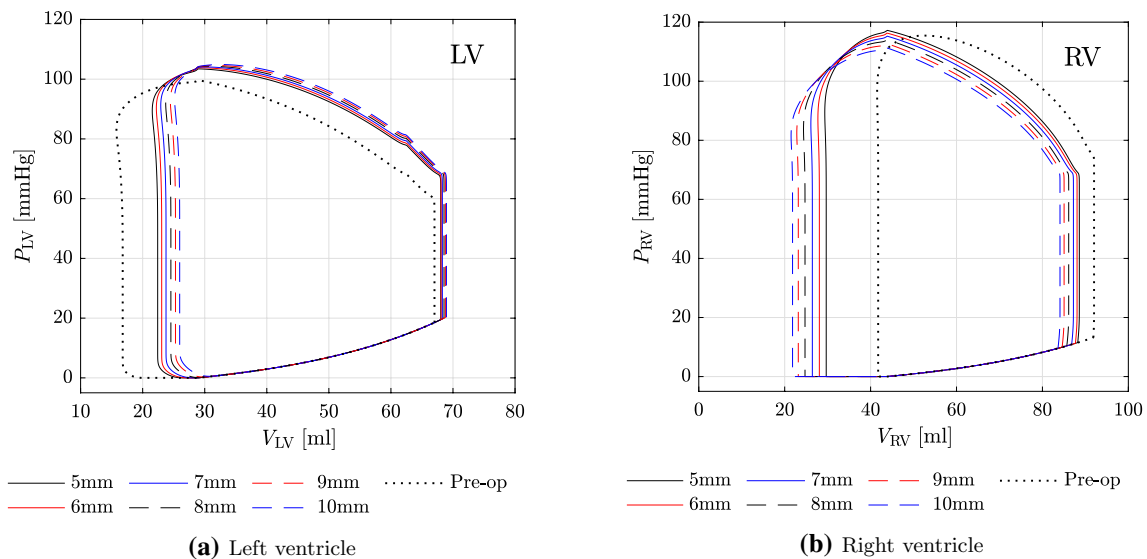 120
100
80
60
40
20
0
P_LV [mmHg]
LV
10 20 30 40 50 60 70 80
V_LV [ml]
5mm 7mm 9mm Pre-op
6mm 8mm 10mm
(a) Left ventricle
120
100
80
60
40
20
0
P_RV [mmHg]
RV
0 20 40 60 80 100
V_RV [ml]
5mm 7mm 9mm Pre-op
6mm 8mm 10mm
(b) Right ventricle